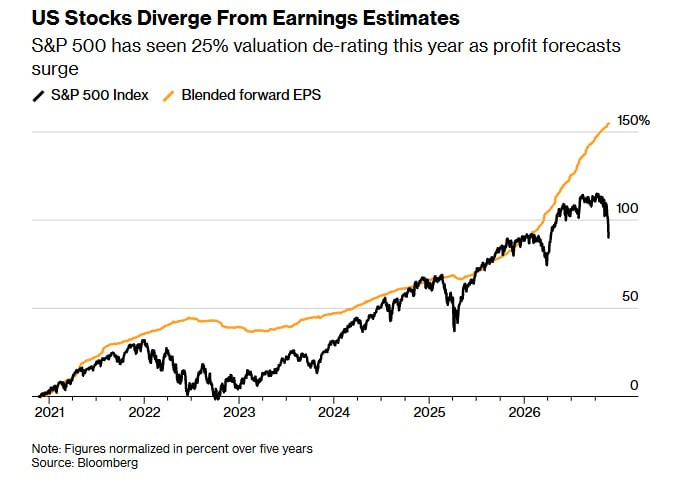 US Stocks Diverge From Earnings Estimates
S&P 500 has seen 25% valuation de-rating this year as profit forecasts
surge
S&P 500 Index Blended forward EPS
150%
100
50
0
2021 2022 2023 2024 2025 2026
Note: Figures normalized in percent over five years
Source: Bloomberg